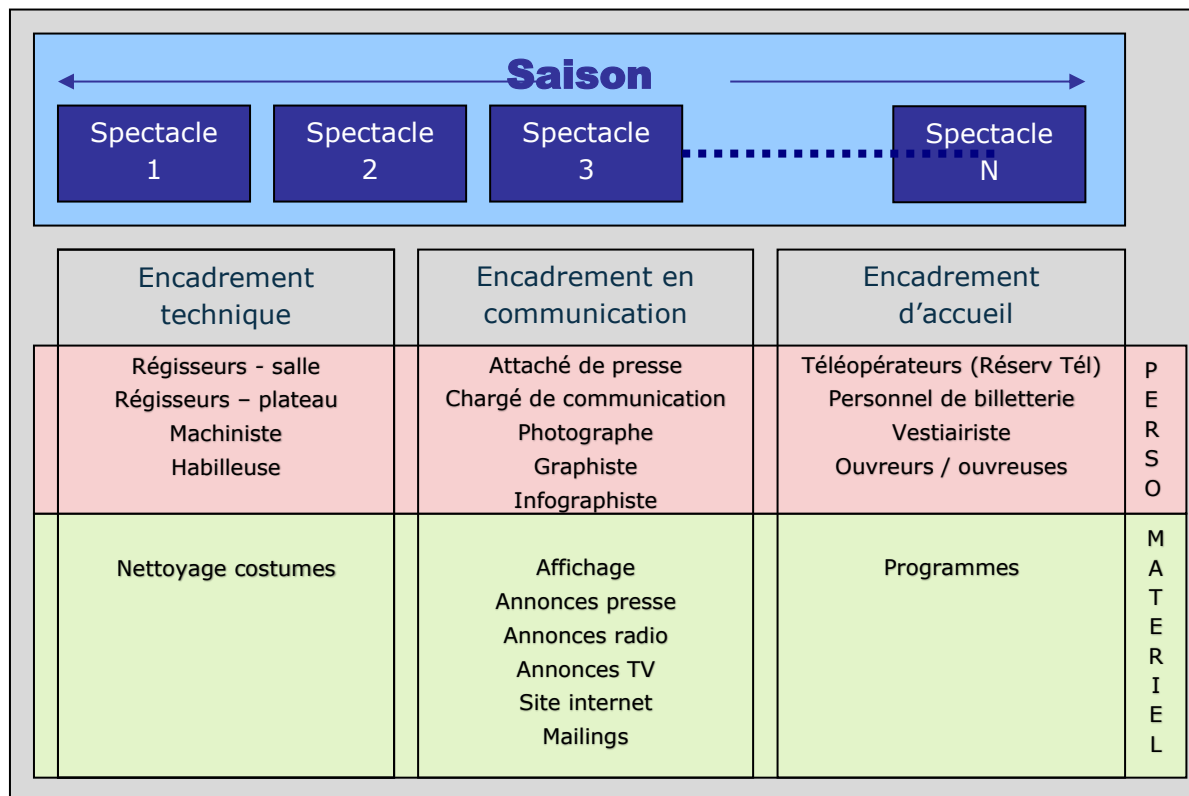 Saison
Spectacle
1
Spectacle
2
Spectacle
3
Spectacle
N
Encadrement
technique
Encadrement en
communication
Encadrement
d’accueil
Régisseurs - salle
Régisseurs – plateau
Machiniste
Habilleuse
Attaché de presse
Chargé de communication
Photographe
Graphiste
Infographiste
Téléopérateurs (Réserv Tél)
Personnel de billetterie
Vestiairiste
Ouvreurs / ouvreuses
P
E
R
S
O
Nettoyage costumes
Affichage
Annonces presse
Annonces radio
Annonces TV
Site internet
Mailings
Programmes
M
A
T
E
R
I
E
L